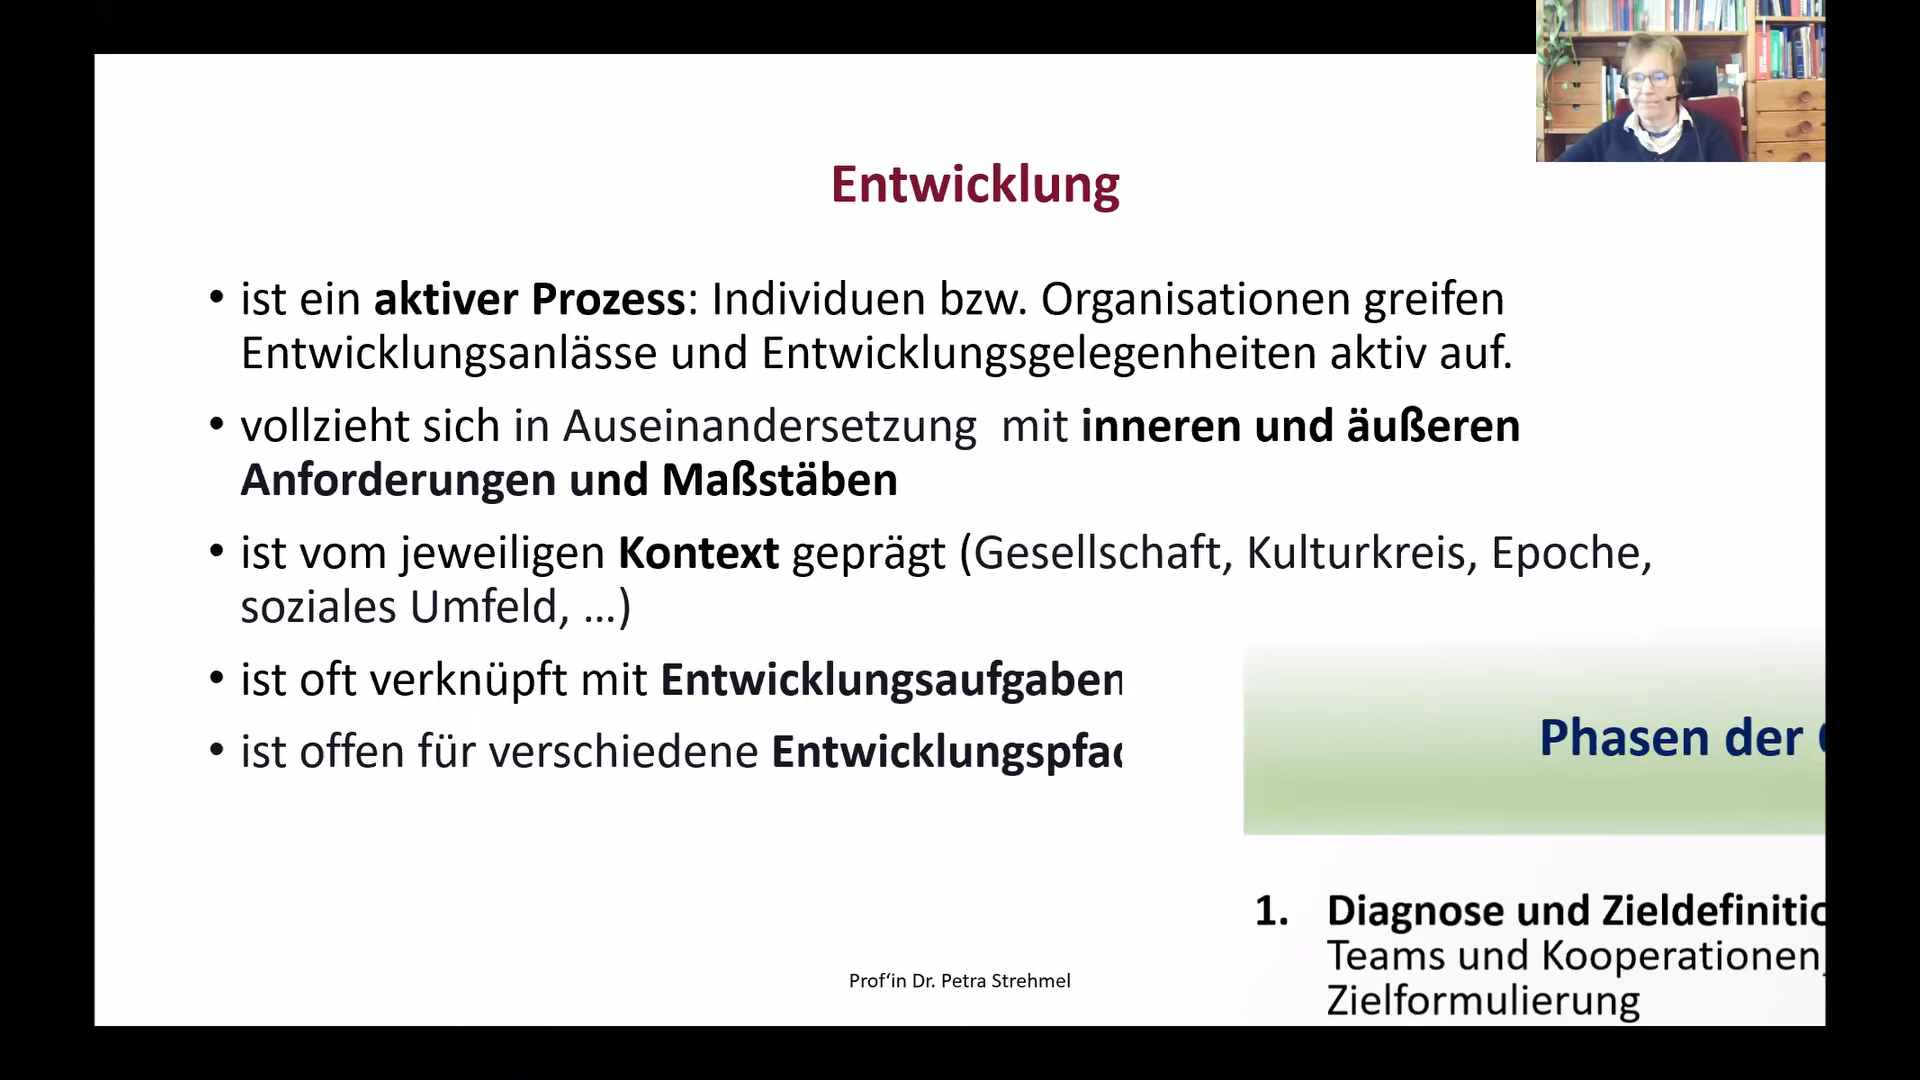 Entwicklung
• ist ein aktiver Prozess: Individuen bzw. Organisationen greifen
Entwicklungsanlässe und Entwicklungsgelegenheiten aktiv auf.
• vollzieht sich in Auseinandersetzung mit inneren und äußeren
Anforderungen und Maßstäben
• ist vom jeweiligen Kontext geprägt (Gesellschaft, Kulturkreis, Epoche,
soziales Umfeld, ...)
• ist oft verknüpft mit Entwicklungsaufgaben
• ist offen für verschiedene
Phasen der
1. Diagnose und
Teams und Kooperationen,
Zielformulierung
Prof‘in Dr. Petra Strehmel